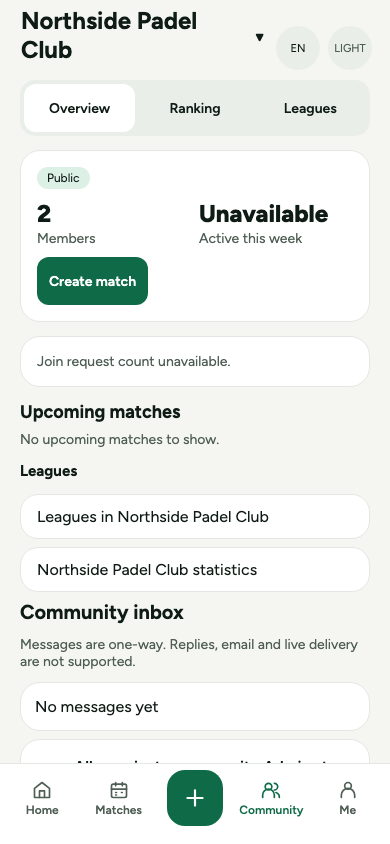 Northside Padel
Club
▼
EN
LIGHT
Overview
Ranking
Leagues
Public
2
Unavailable
Members
Active this week
Create match
Join request count unavailable.
Upcoming matches
No upcoming matches to show.
Leagues
Leagues in Northside Padel Club
Northside Padel Club statistics
Community inbox
Messages are one-way. Replies, email and live delivery
are not supported.
No messages yet
Home
Matches
Community
Me